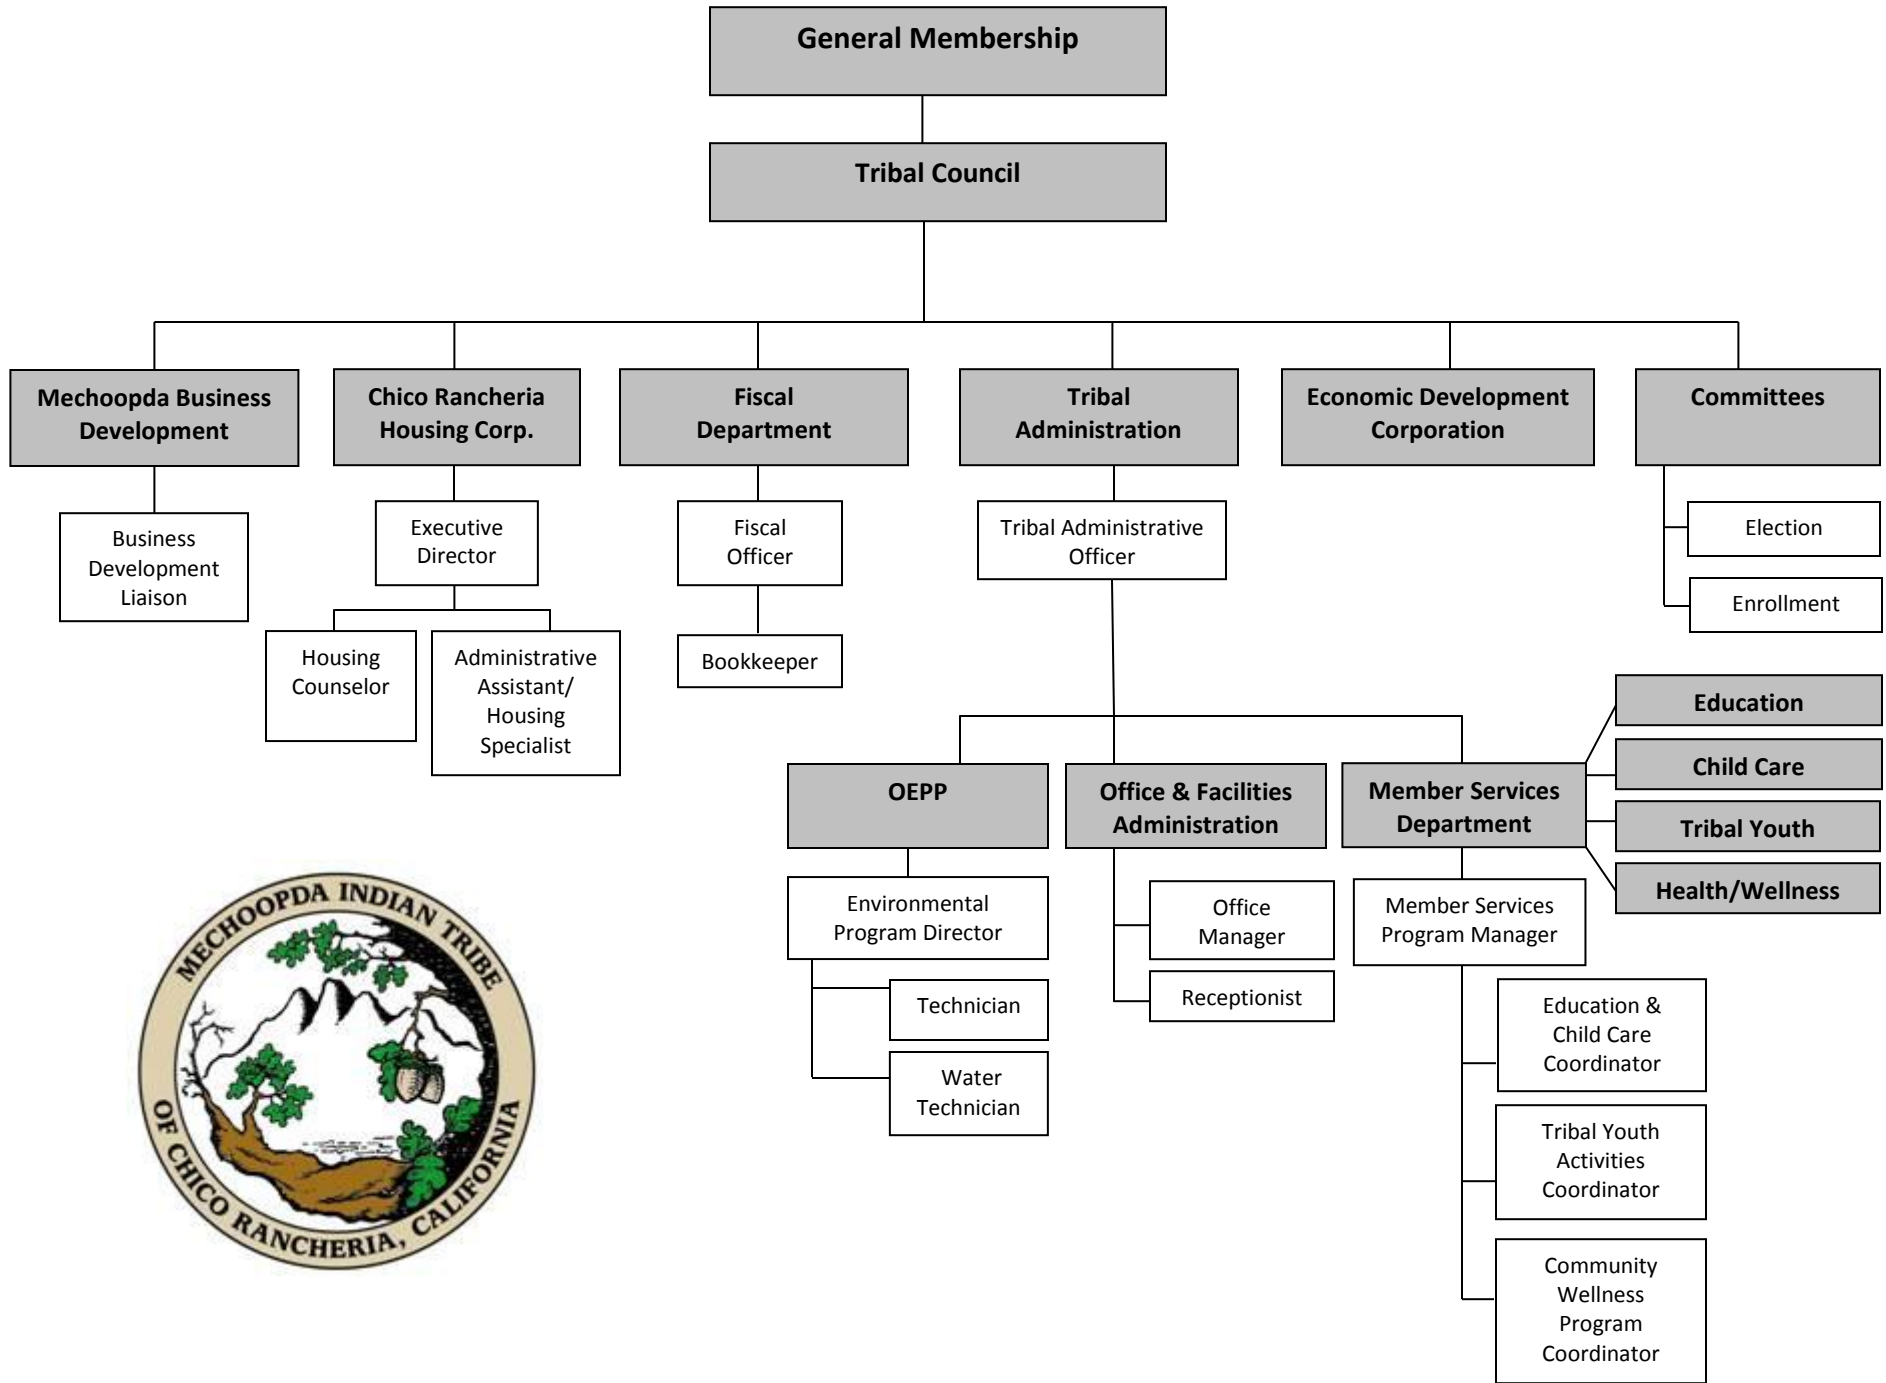 General Membership
Tribal Council
Mechoopda Business
Development
Chico Rancheria
Housing Corp.
Fiscal
Department
Tribal
Administration
Economic Development
Corporation
Committees
Business
Development
Liaison
Executive
Director
Housing
Counselor
Administrative
Assistant/
Housing
Specialist
Fiscal
Officer
Bookkeeper
Tribal Administrative
Officer
Election
Enrollment
OEPP
Environmental
Program Director
Technician
Water
Technician
Office & Facilities
Administration
Office
Manager
Receptionist
Member Services
Department
Education
Child Care
Tribal Youth
Health/Wellness
Member Services
Program Manager
Education &
Child Care
Coordinator
Tribal Youth
Activities
Coordinator
Community
Wellness
Program
Coordinator
MECHOOPDA INDIAN TRIBE
OF CHICO RANCHERIA, CALIFORNIA